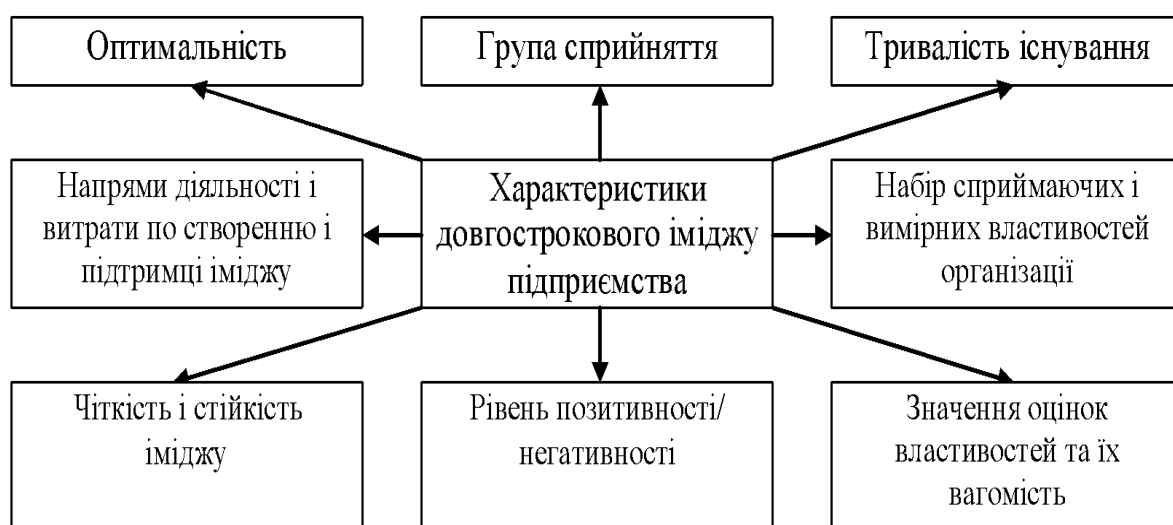 Оптимальність
Група сприйняття
Тривалість існування
Напрями діяльності і
витрати по створенню і
підтримці іміджу
Характеристики
довгострокового іміджу
підприємства
Набір сприймаючих і
вимірних властивостей
організації
Чіткість і стійкість
іміджу
Рівень позитивності/
негативності
Значення оцінок
властивостей та їх
вагомість